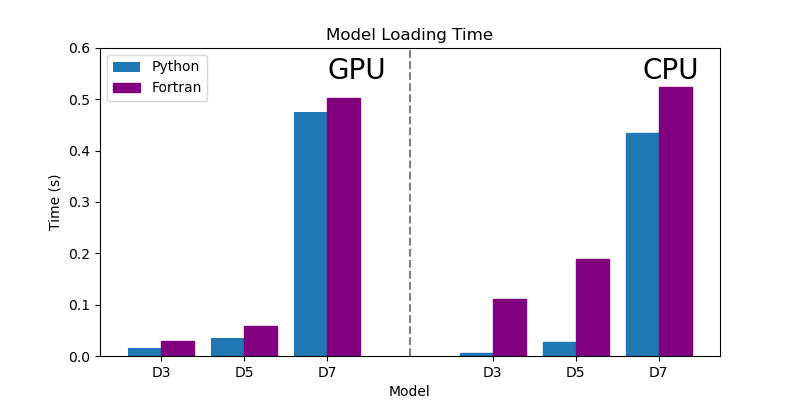 Model Loading Time
Python
Fortran
GPU
CPU
Time (s)
0.6
0.5
0.4
0.3
0.2
0.1
0.0
D3 D5 D7 D3 D5 D7
Model